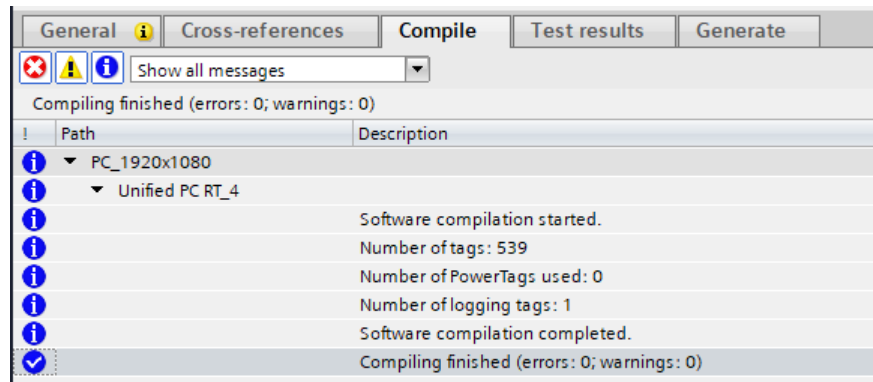 General Cross-references Compile Test results Generate
Show all messages
Compiling finished (errors: 0; warnings: 0)
! Path Description
PC_1920x1080
Unified PC RT_4
Software compilation started.
Number of tags: 539
Number of PowerTags used: 0
Number of logging tags: 1
Software compilation completed.
Compiling finished (errors: 0; warnings: 0)